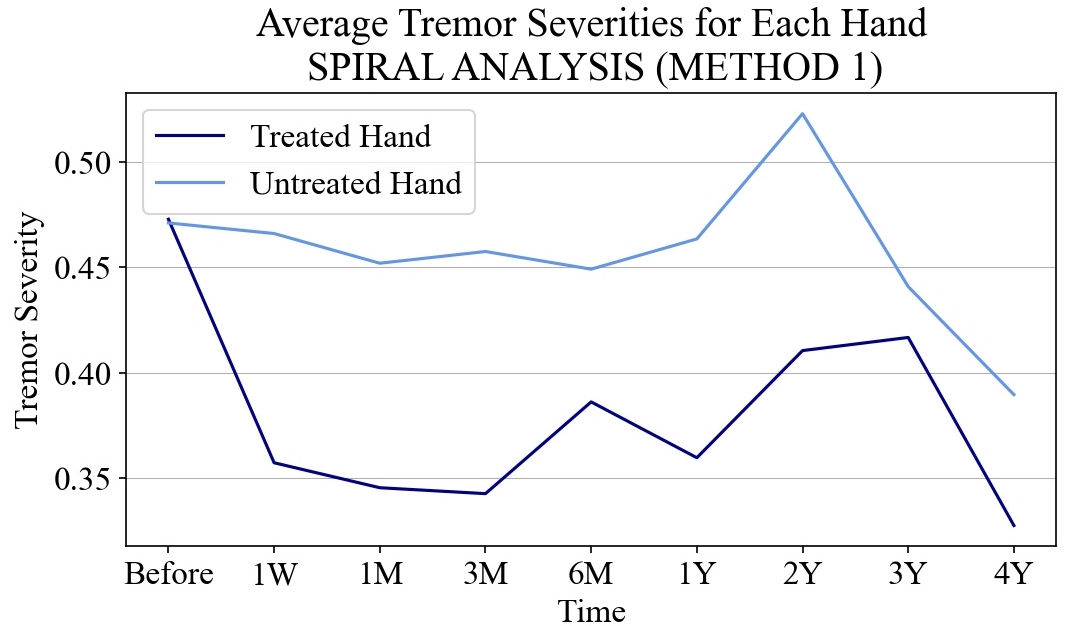 Average Tremor Severities for Each Hand
SPIRAL ANALYSIS (METHOD 1)
Treated Hand
Untreated Hand
Tremor Severity
0.50
0.45
0.40
0.35
Before 1W 1M 3M 6M 1Y 2Y 3Y 4Y
Time